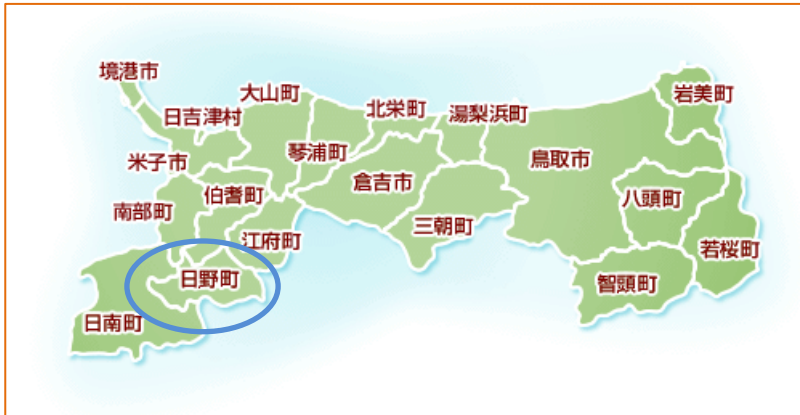 境港市
大山町
岩美町
日吉津村
北栄町
湯梨浜町
米子市
琴浦町
鳥取市
伯耆町
倉吉市
八頭町
南部町
三朝町
江府町
若桜町
日野町
智頭町
日南町